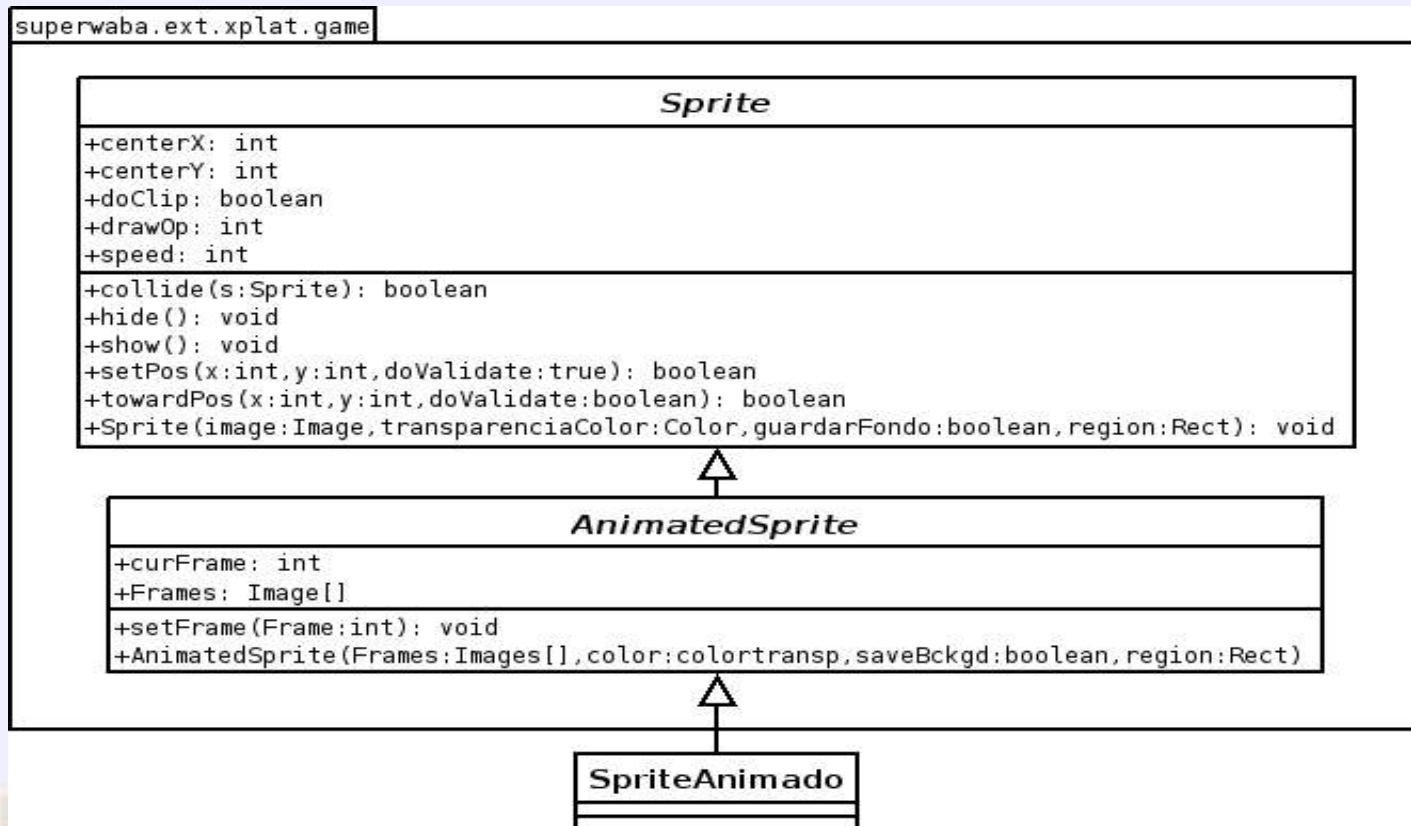 superwaba.ext.xplat.game
Sprite
+centerX: int
+centerY: int
+doClip: boolean
+drawOp: int
+speed: int
+collide(s:Sprite): boolean
+hide(): void
+show(): void
+setPos(x:int,y:int,doValidate:true): boolean
+towardPos(x:int,y:int,doValidate:boolean): boolean
+Sprite(image:Image,transparenciaColor:Color,guardarFondo:boolean,region:Rect): void
AnimatedSprite
+curFrame: int
+Frames: Image[]
+setFrame(Frame:int): void
+AnimatedSprite(Frames:Images[],color:colortransp,saveBckgd:boolean,region:Rect)
SpriteAnimado